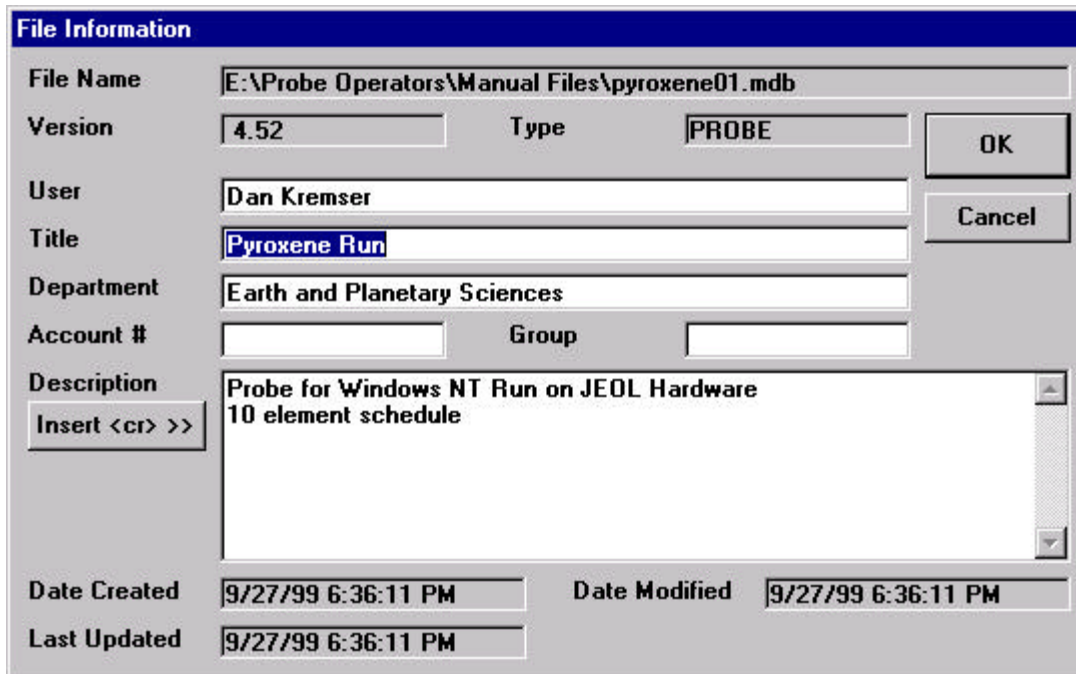 File Information
File Name E:\Probe Operators\Manual Files\pyroxene01.mdb
Version 4.52 Type PROBE
OK
User Dan Kremser
Cancel
Title Pyroxene Run
Department Earth and Planetary Sciences
Account # Group
Description Probe for Windows NT Run on JEOL Hardware
Insert <cr> >> 10 element schedule
Date Created 9/27/99 6:36:11 PM Date Modified 9/27/99 6:36:11 PM
Last Updated 9/27/99 6:36:11 PM